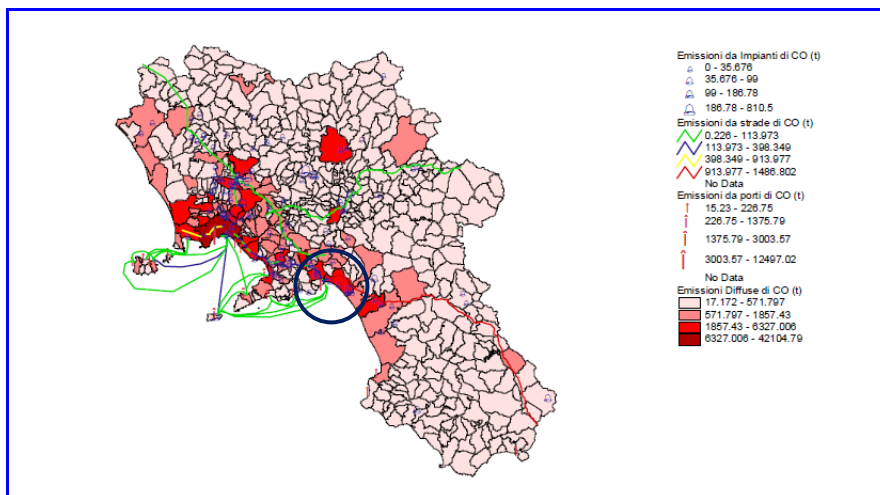 Emissioni da Impianti di CO (t)
0 - 35.676
35.676 - 99
99 - 186.78
186.78 - 810.5
Emissioni da strade di CO (t)
0.226 - 113.973
113.973 - 398.349
398.349 - 913.977
913.977 - 1486.802
No Data
Emissioni da porti di CO (t)
15.23 - 226.75
226.75 - 1375.79
1375.79 - 3003.57
3003.57 - 12497.02
No Data
Emissioni Diffuse di CO (t)
17.172 - 571.797
571.797 - 1857.43
1857.43 - 6327.006
6327.006 - 42104.79